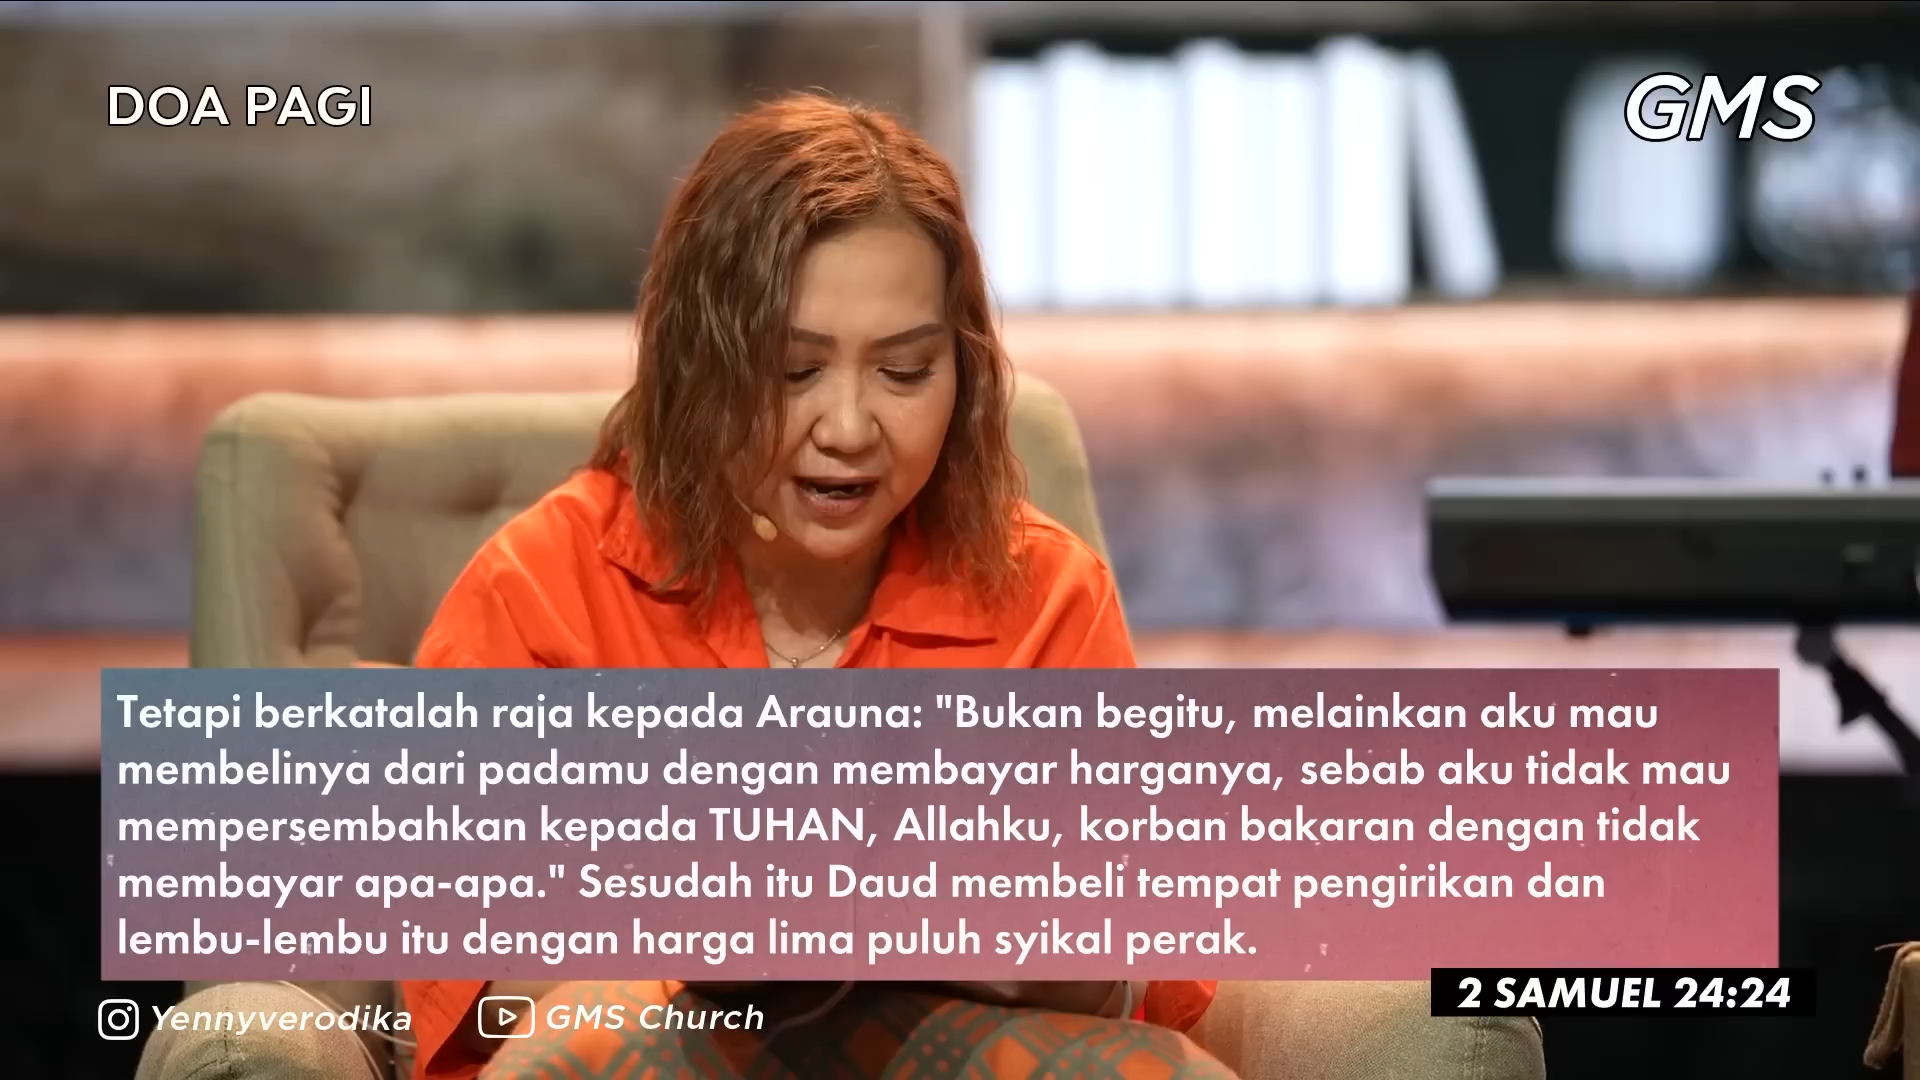 DOA PAGI
GMS
Tetapi berkatalah raja kepada Arauna: "Bukan begitu, melainkan aku mau
membelinya dari padamu dengan membayar harganya, sebab aku tidak mau
mempersembahkan kepada TUHAN, Allahku, korban bakaran dengan tidak
membayar apa-apa." Sesudah itu Daud membeli tempat pengirikan dan
lembu-lembu itu dengan harga lima puluh syikal perak.
2 SAMUEL 24:24
Yennyverodika
GMS Church